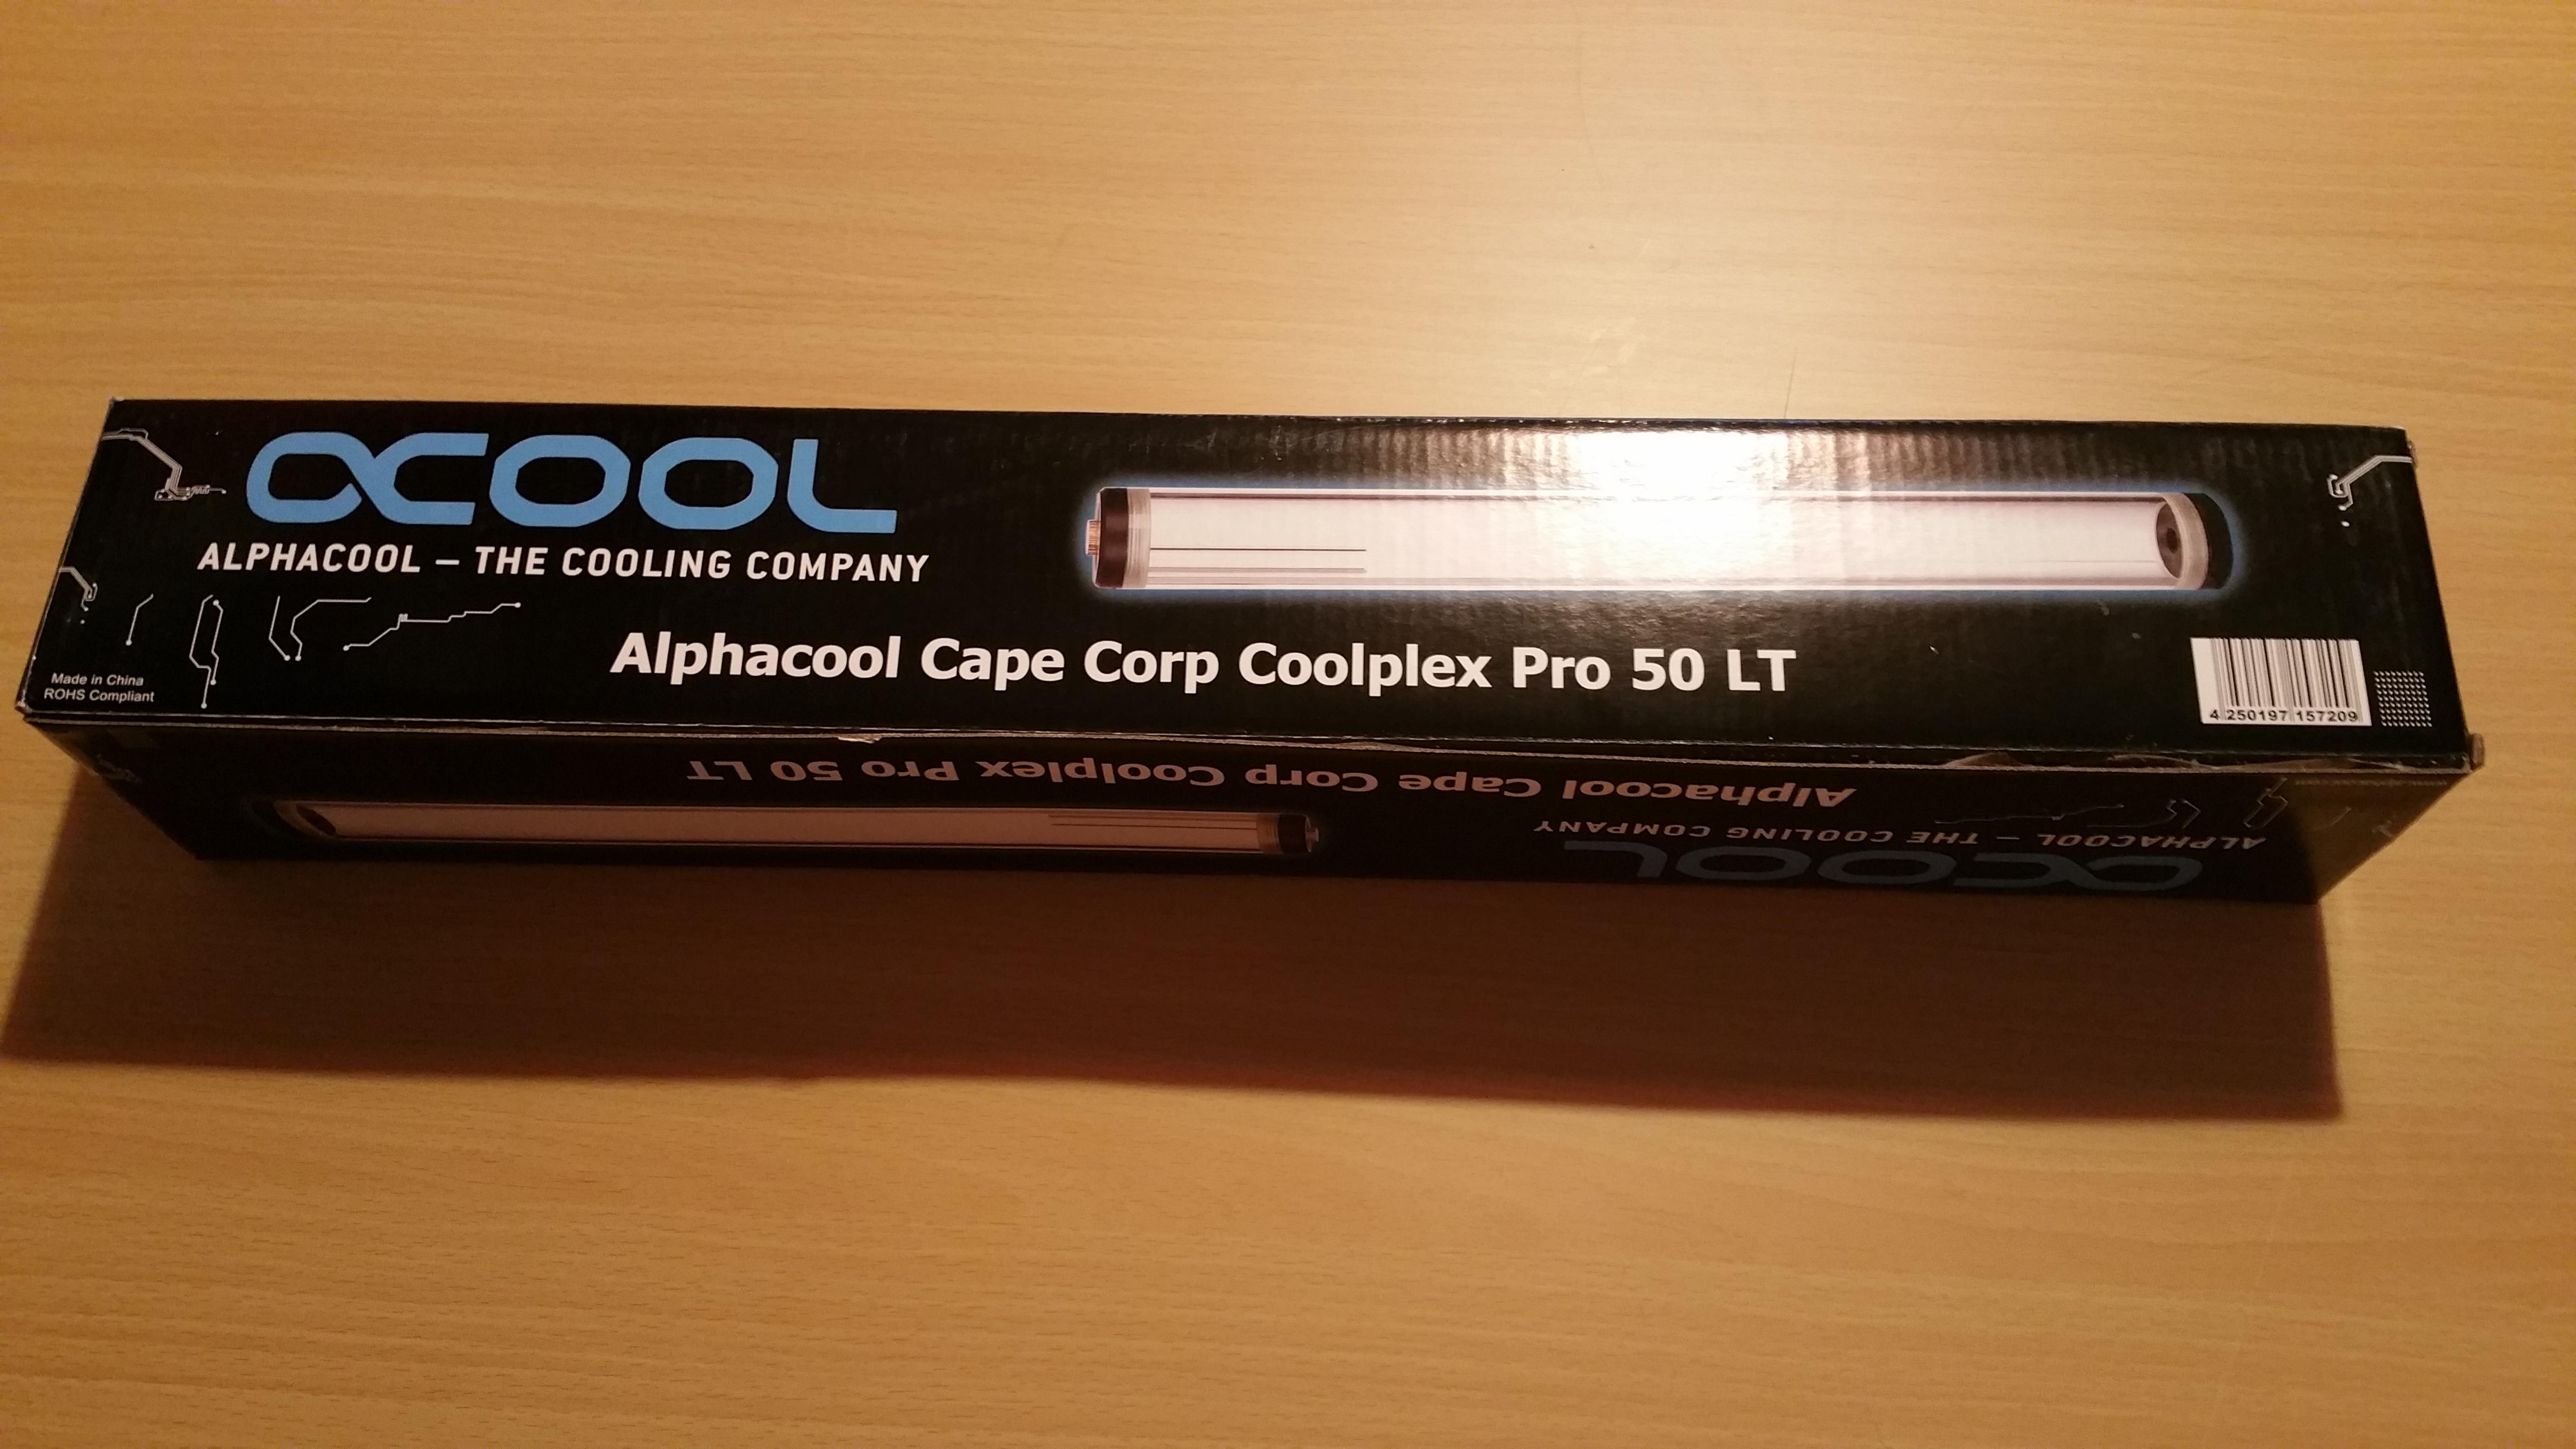 αCOOL
ALPHACOOL – THE COOLING COMPANY
Alphacool Cape Corp Coolplex Pro 50 LT
Made in China
ROHS Compliant
4 250197 157209
Alphacool Cape Corp Coolplex Pro 50 LT
ALPHACOOL – THE COOLING COMPANY
αCOOL